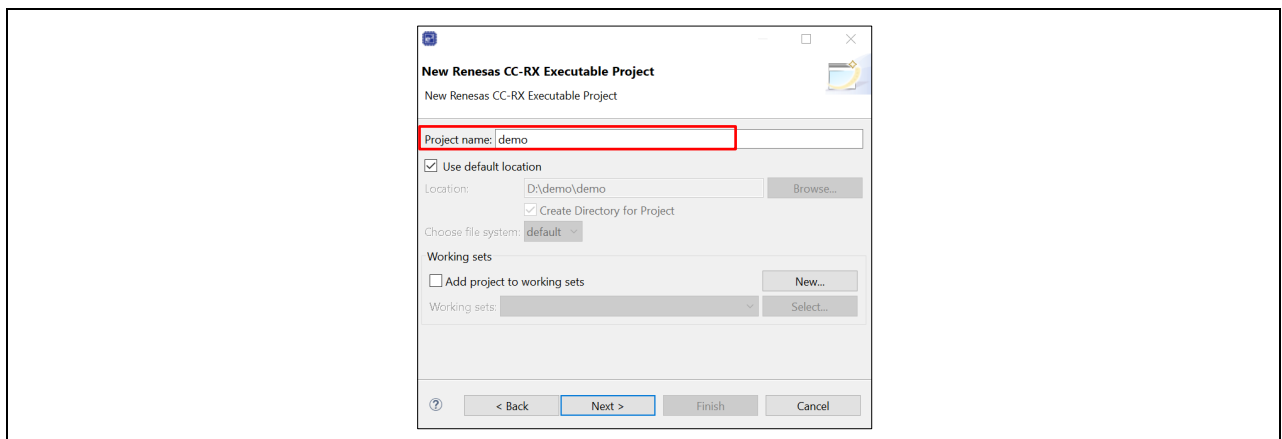 New Renesas CC-RX Executable Project
New Renesas CC-RX Executable Project
Project name: demo
Use default location
Location: D:\demo\demo Browse...
Create Directory for Project
Choose file system: default
Working sets
Add project to working sets New...
Working sets: Select...
? < Back Next > Finish Cancel